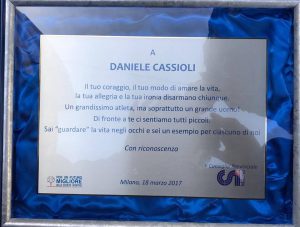 A
DANIELE CASSIOLI
Il tuo coraggio, il tuo modo di amare la vita,
la tua allegria e la tua ironia disarmano chiunque.
Un grandissimo atleta, ma soprattutto un grande uomo!
Di fronte a te ci sentiamo tutti piccoli.
Sai "guardare" la vita negli occhi e sei un esempio per ciascuno di noi
Con riconoscenza
Milano, 18 marzo 2017
MIGLIORE
CSI